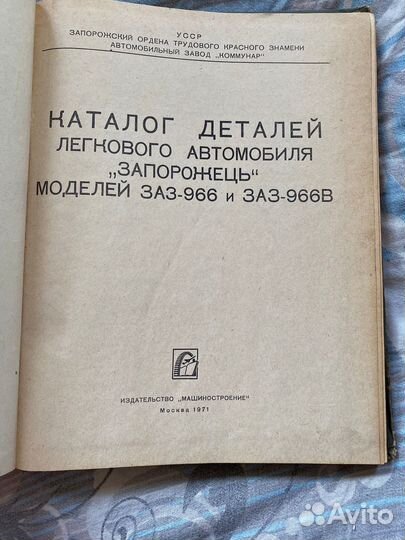 УССР
ЗАПОРОЖСКИЙ ОРДЕНА ТРУДОВОГО КРАСНОГО ЗНАМЕНИ
АВТОМОБИЛЬНЫЙ ЗАВОД „КОММУНАР"
КАТАЛОГ ДЕТАЛЕЙ
ЛЕГКОВОГО АВТОМОБИЛЯ
„ЗАПОРОЖЕЦЬ"
МОДЕЛЕЙ ЗАЗ-966 и ЗАЗ-966В
ИЗДАТЕЛЬСТВО „МАШИНОСТРОЕНИЕ"
Москва 1971
Avito